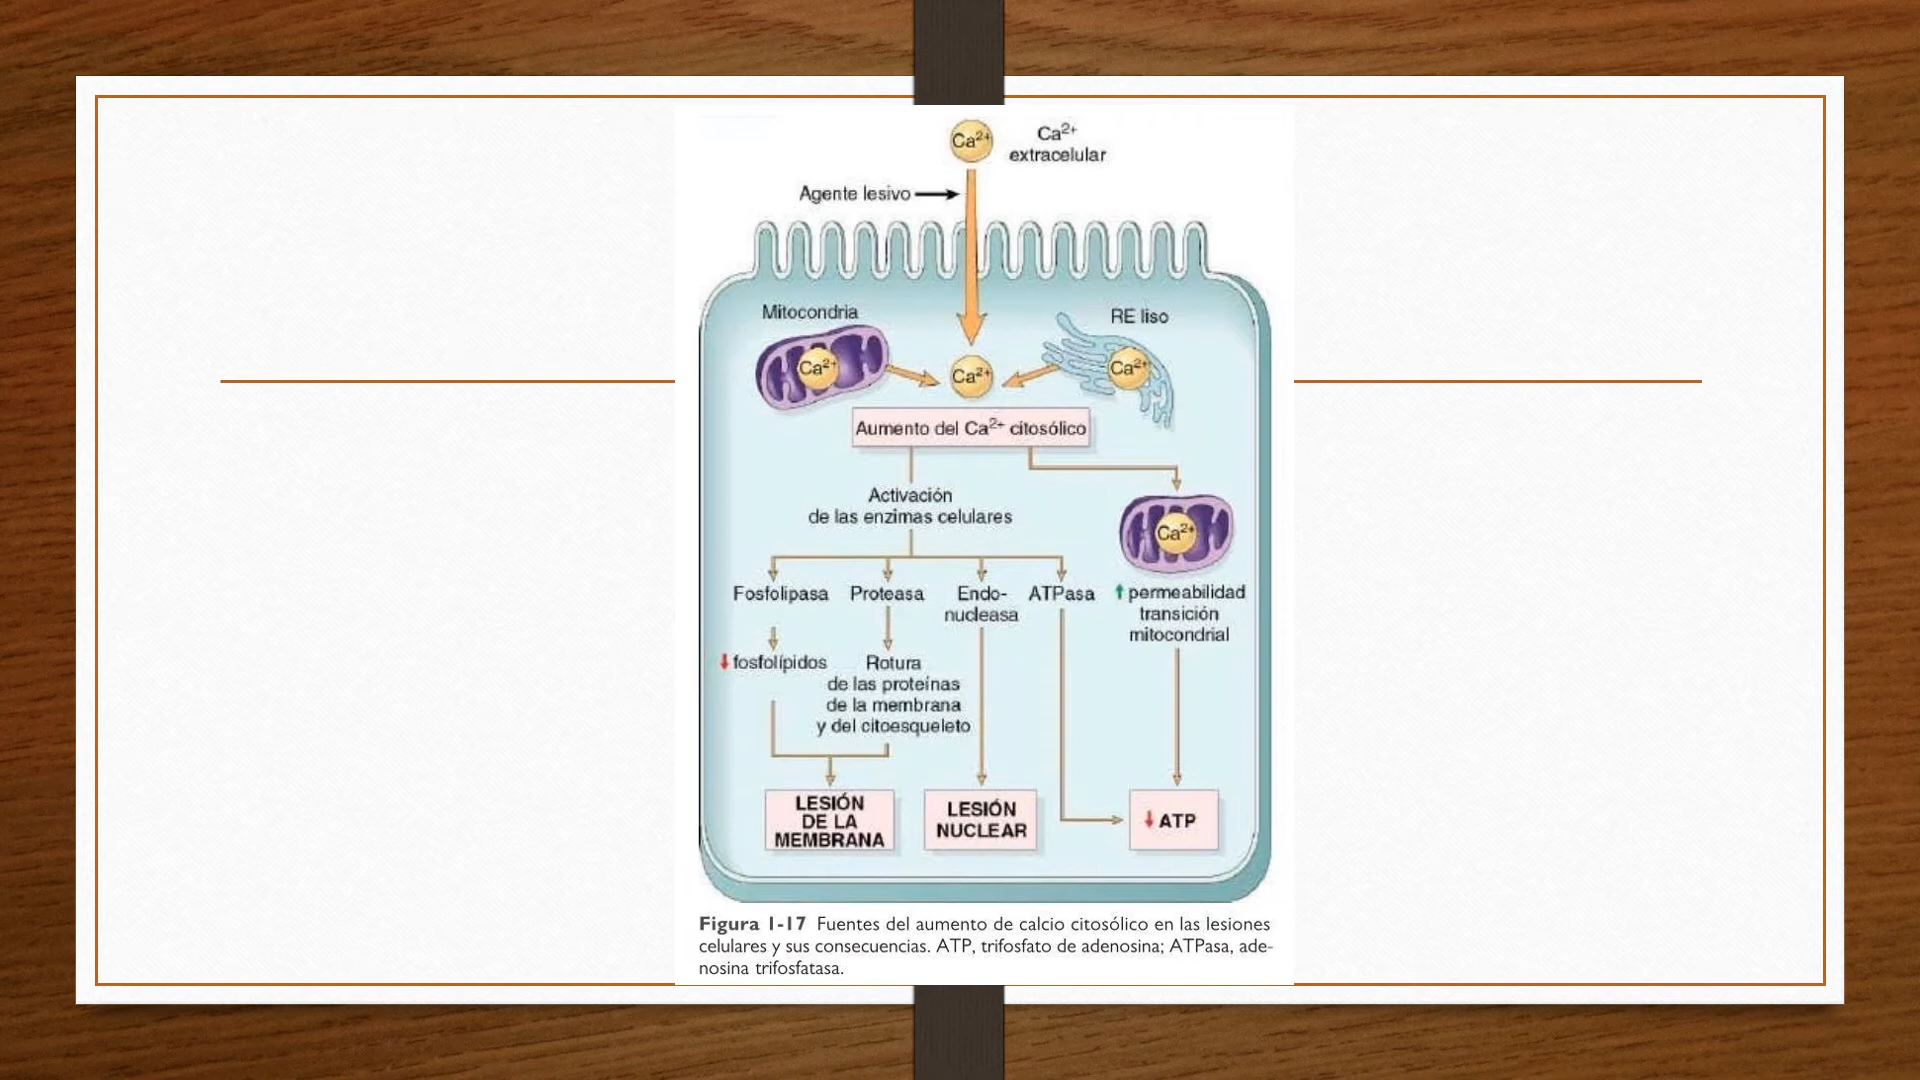 Ca2+
Ca2+
extracelular
Agente lesivo
Mitocondria
RE liso
Ca2+
Ca2+
Ca2+
Aumento del Ca2+ citosólico
Activación
de las enzimas celulares
Ca2+
Fosfolipasa
Proteasa
Endo-
nucleasa
ATPasa
↑ permeabilidad
transición
mitocondrial
↓ fosfolípidos
Rotura
de las proteínas
de la membrana
y del citoesqueleto
LESIÓN
DE LA
MEMBRANA
LESIÓN
NUCLEAR
↓ ATP
Figura 1-17 Fuentes del aumento de calcio citosólico en las lesiones
celulares y sus consecuencias. ATP, trifosfato de adenosina; ATPasa, ade-
nosina trifosfatasa.